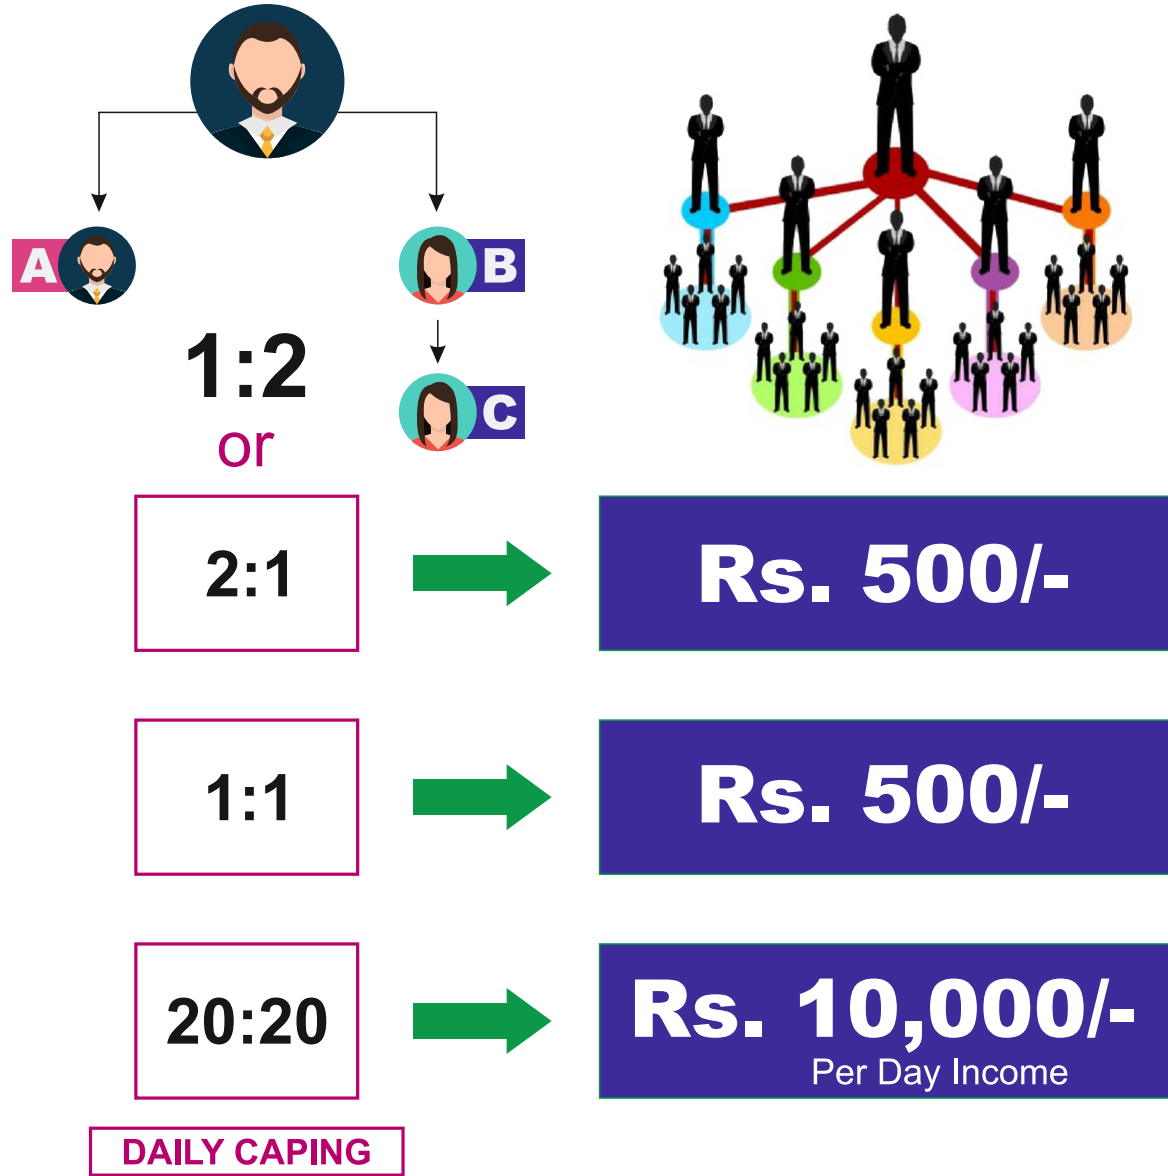 A
B
1:2
C
or
2:1
Rs. 500/-
1:1
Rs. 500/-
20:20
Rs. 10,000/-
Per Day Income
DAILY CAPING